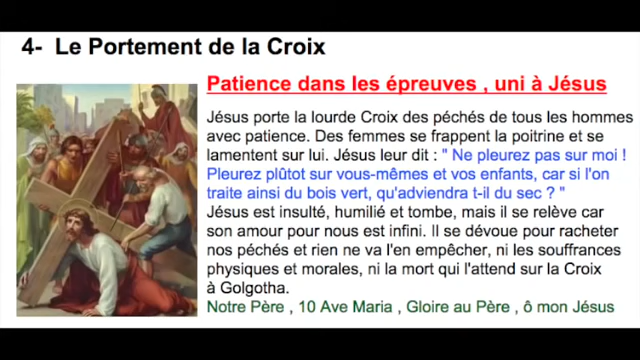 4- Le Portement de la Croix
Patience dans les épreuves , uni à Jésus
Jésus porte la lourde Croix des péchés de tous les hommes
avec patience. Des femmes se frappent la poitrine et se
lamentent sur lui. Jésus leur dit : " Ne pleurez pas sur moi !
Pleurez plûtot sur vous-mêmes et vos enfants, car si l'on
traite ainsi du bois vert, qu'adviendra t-il du sec ? "
Jésus est insulté, humilié et tombe, mais il se relève car
son amour pour nous est infini. Il se dévoue pour racheter
nos péchés et rien ne va l'en empêcher, ni les souffrances
physiques et morales, ni la mort qui l'attend sur la Croix
à Golgotha.
Notre Père , 10 Ave Maria , Gloire au Père , ô mon Jésus